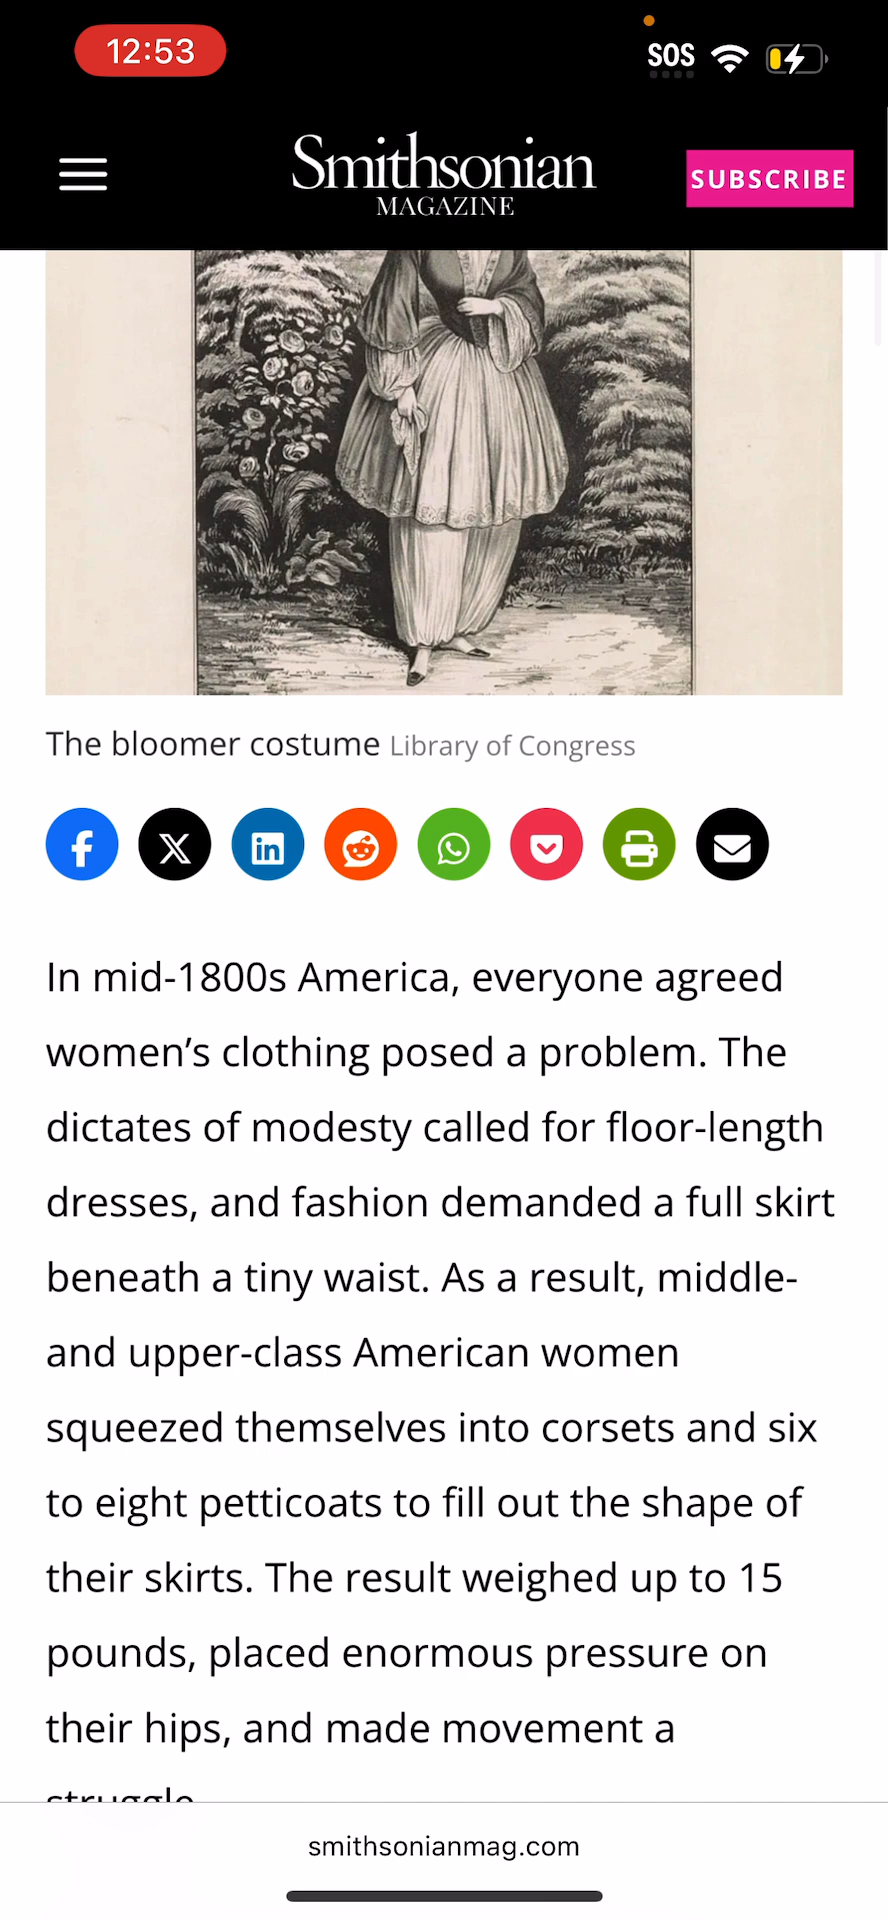 12:53
SOS
Smithsonian
MAGAZINE
SUBSCRIBE
The bloomer costume Library of Congress
In mid-1800s America, everyone agreed
women’s clothing posed a problem. The
dictates of modesty called for floor-length
dresses, and fashion demanded a full skirt
beneath a tiny waist. As a result, middle-
and upper-class American women
squeezed themselves into corsets and six
to eight petticoats to fill out the shape of
their skirts. The result weighed up to 15
pounds, placed enormous pressure on
their hips, and made movement a
struggle
smithsonianmag.com